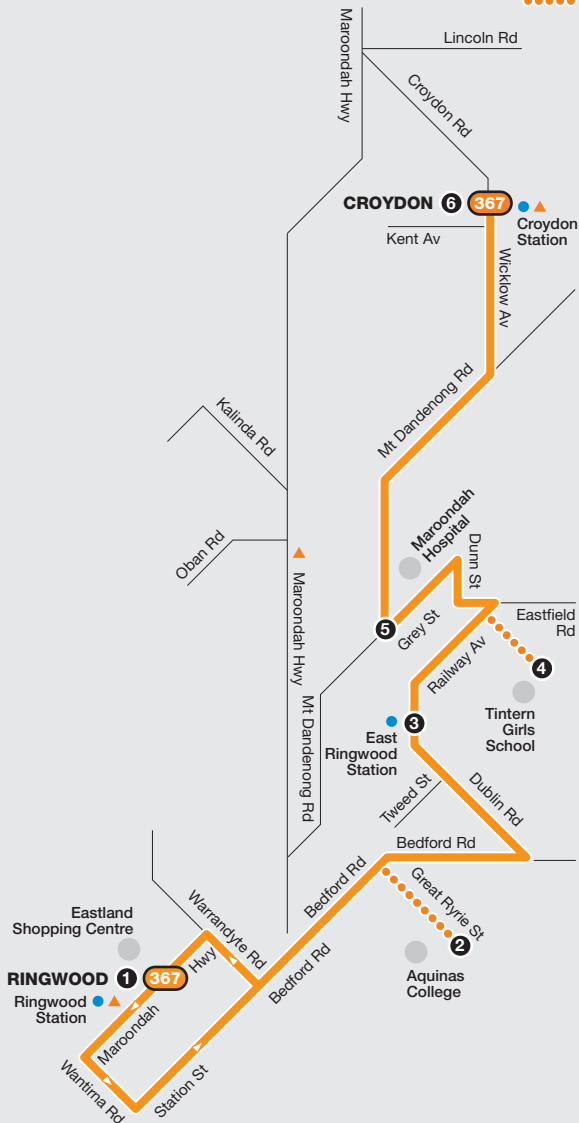 Lincoln Rd
Maroondah Hwy
Croydon Rd
CROYDON 6 367
Croydon
Station
Kent Av
Wicklow Av
Mt Dandenong Rd
Kalinda Rd
Maroondah
Hospital
Dunn St
Oban Rd
Maroondah Hwy
5
Grey St
Eastfield
Rd
Railway Av
4
Mt Dandenong Rd
3
East
Ringwood
Station
Tintern
Girls
School
Tweed St
Dublin Rd
Bedford Rd
Bedford Rd
Great Ryrie St
2
Aquinas
College
Eastland
Shopping Centre
Warrandyte Rd
Bedford Rd
RINGWOOD 1 367
Ringwood
Station
Maroondah Hwy
Wantirna Rd
Station St